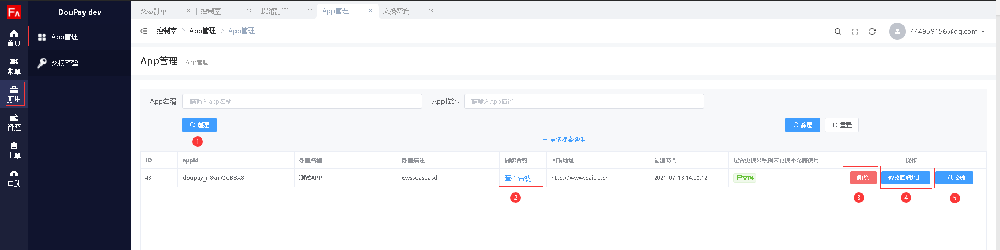 FA
DouPay dev
首頁
賬單
應用
資產
工單
自動
App管理
交換密鑰
交易訂單 × | 控制臺 × | 提幣訂單 × App管理 × 交換密鑰 ×
控制臺 > App管理 > App管理
774959156@qq.com
App管理 App管理
App名稱 請輸入app名稱 App描述 請輸入App描述
創建 篩選 重置
1
更多搜索條件
ID appId 憑證名稱 憑證描述 關聯合約 回調地址 創建時間 是否更換公私鑰未更換不允許使用 操作
43 doupay_n8xmQGBBX8 测试APP cwssdasdasd 查看合約 http://www.baidu.cn 2021-07-13 14:20:12 已交換 刪除 修改回調地址 上傳公鑰
2 3 4 5